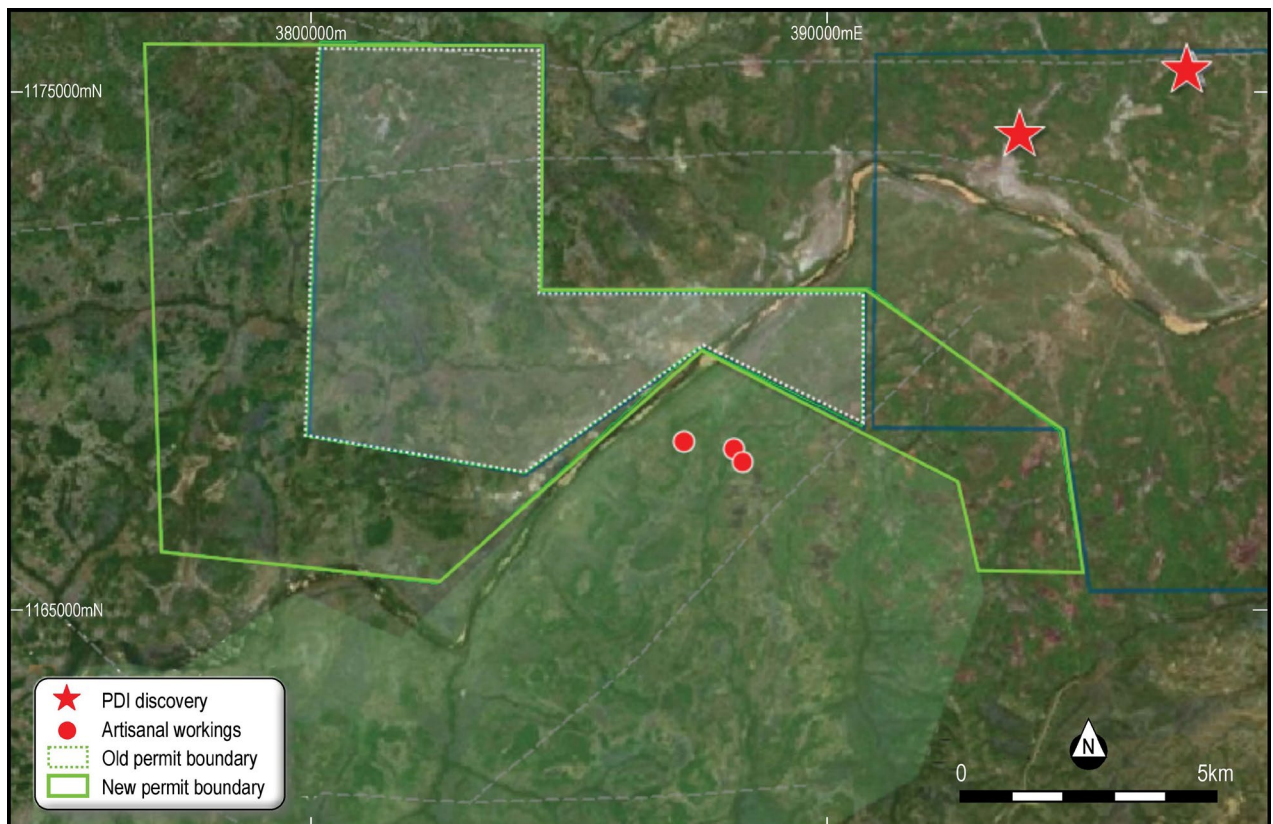 3800000m
390000mE
1175000mN
1165000mN
PDI discovery
Artisanal workings
Old permit boundary
New permit boundary
N
0
5km